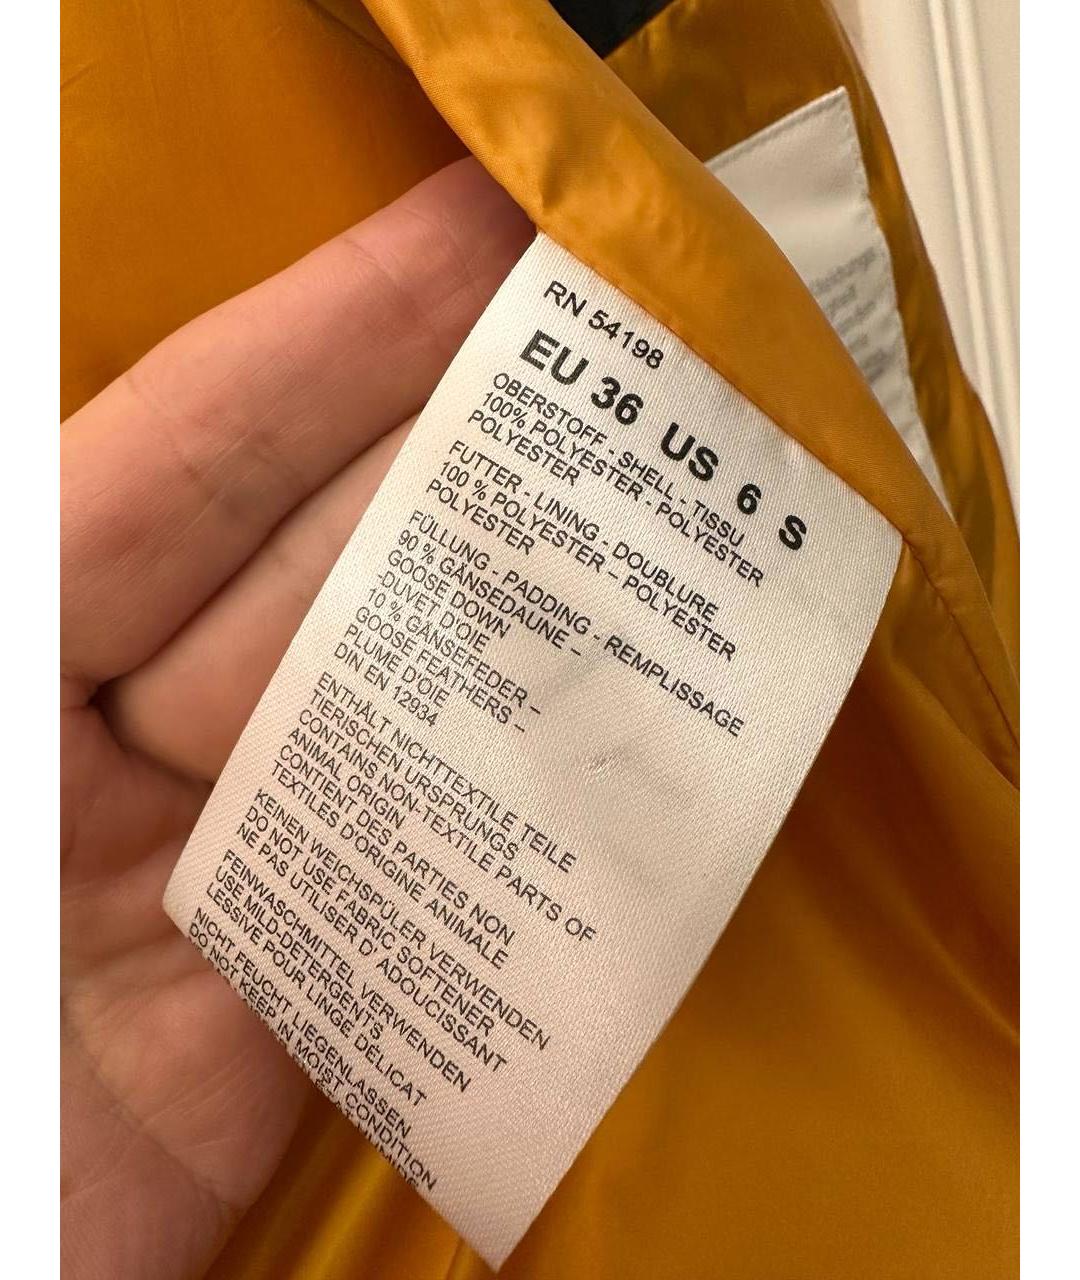 RN 54198
EU 36 US 6 S
OBERSTOFF - SHELL - TISSU
100% POLYESTER - POLYESTER
POLYESTER
FUTTER - LINING - DOUBLURE
100 % POLYESTER – POLYESTER
POLYESTER
FÜLLUNG - PADDING - REMPLISSAGE
90 % GÄNSEDAUNE –
GOOSE DOWN
-DUVET D'OIE
10 % GÄNSEFEDER –
GOOSE FEATHERS –
PLUME D'OIE
DIN EN 12934
ENTHÄLT NICHTTEXTILE TEILE
TIERISCHEN URSPRUNGS
CONTAINS NON-TEXTILE PARTS OF
ANIMAL ORIGIN
CONTIENT DES PARTIES NON
TEXTILES D'ORIGINE ANIMALE
KEINEN WEICHSPÜLER VERWENDEN
DO NOT USE FABRIC SOFTENER
NE PAS UTILISER D' ADOUCISSANT
FEINWASCHMITTEL VERWENDEN
USE MILD-DETERGENTS
LESSIVE POUR LINGE DÉLICAT
NICHT FEUCHT LIEGENLASSEN
DO NOT KEEP IN MOIST CONDITION